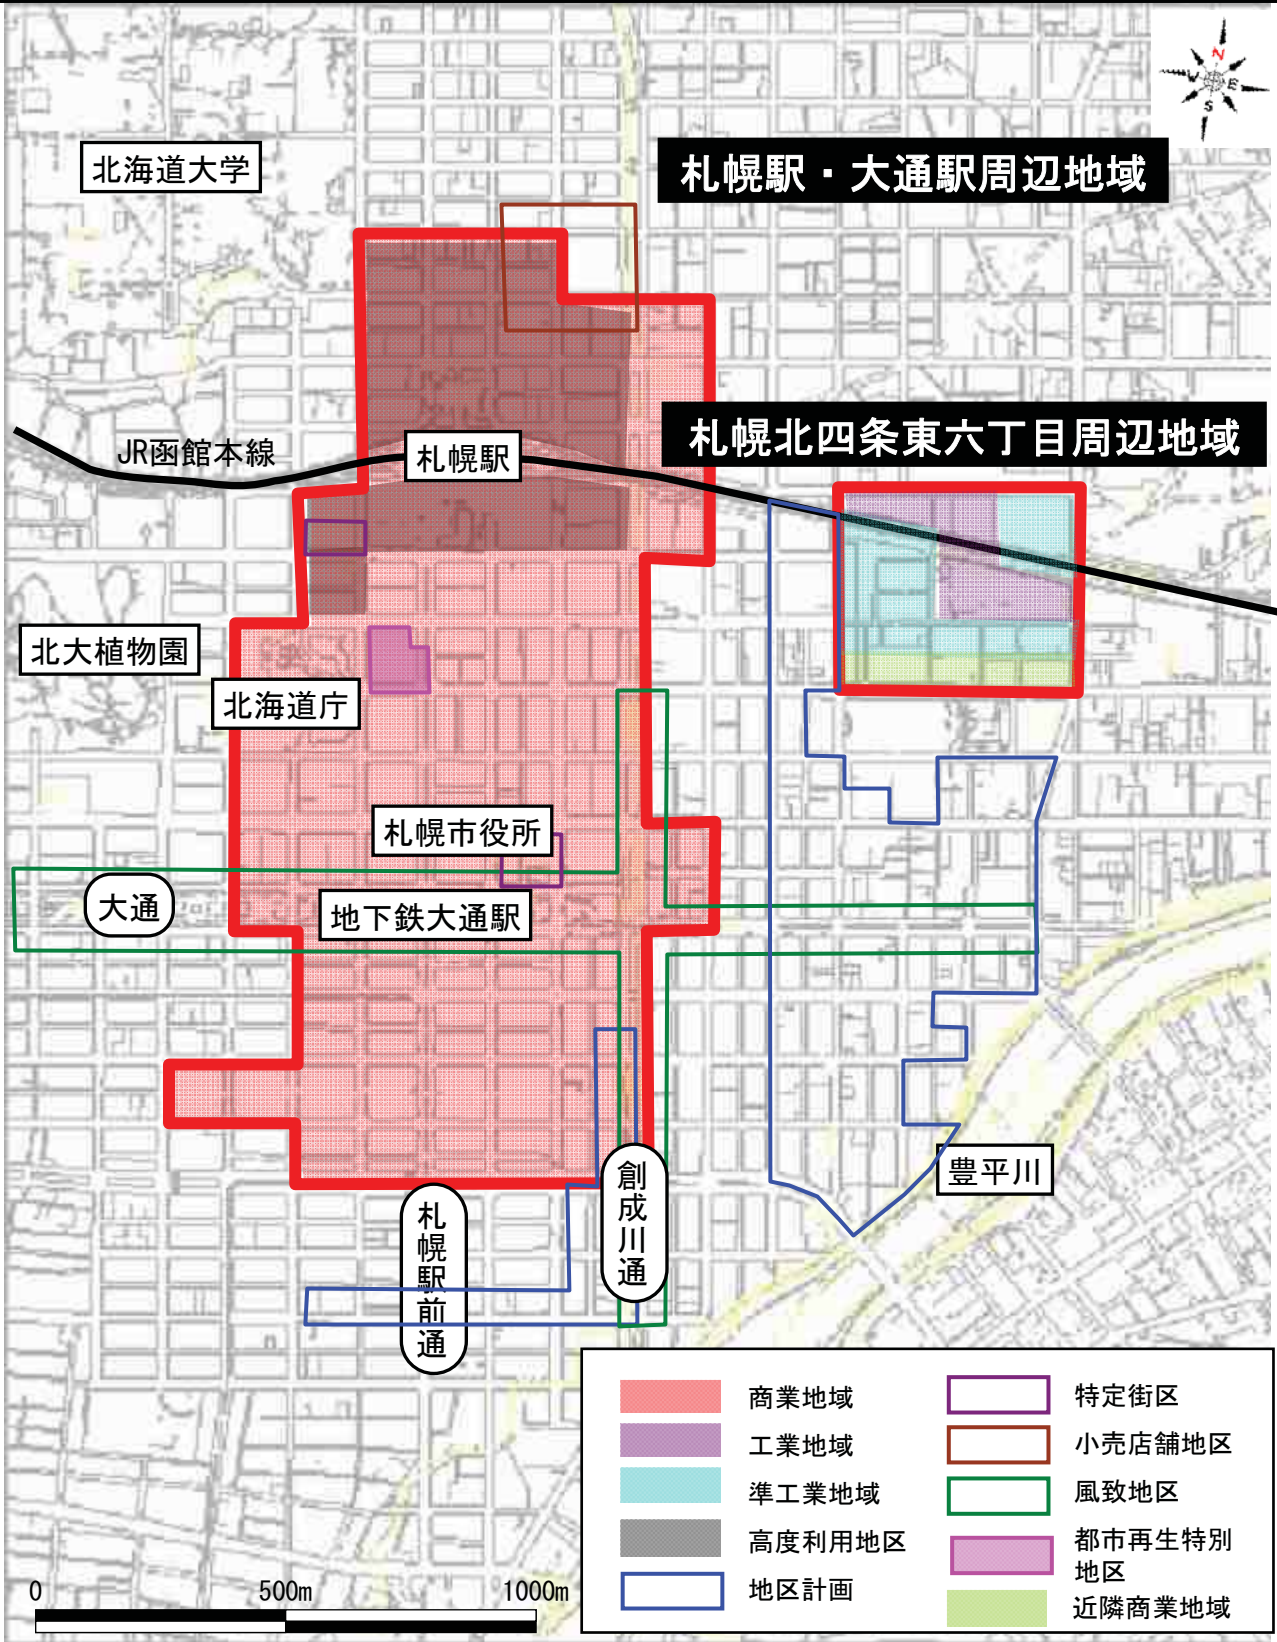 N
W
E
S
北海道大学
札幌駅・大通駅周辺地域
札幌北四条東六丁目周辺地域
JR函館本線
札幌駅
北大植物園
北海道庁
札幌市役所
大通
地下鉄大通駅
豊平川
創成川通
札幌駅前通
商業地域
工業地域
準工業地域
高度利用地区
地区計画
特定街区
小売店舗地区
風致地区
都市再生特別
地区
近隣商業地域
0 500m 1000m